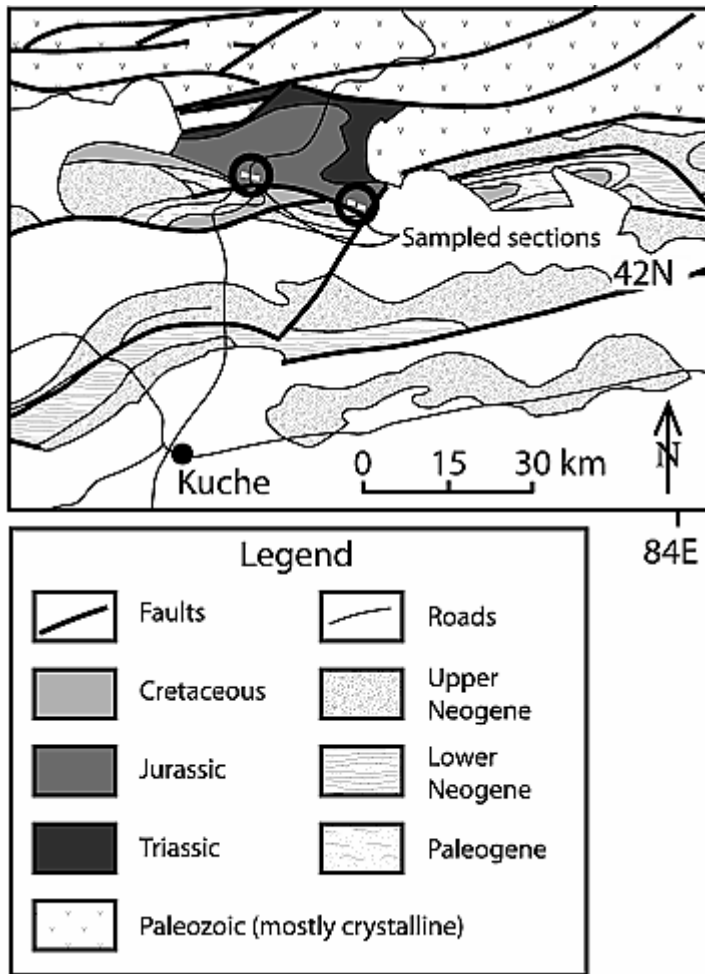 Sampled sections
42N
Kuche
0 15 30 km
N
84E
Legend
Faults
Roads
Cretaceous
Upper
Neogene
Jurassic
Lower
Neogene
Triassic
Paleogene
Paleozoic (mostly crystalline)